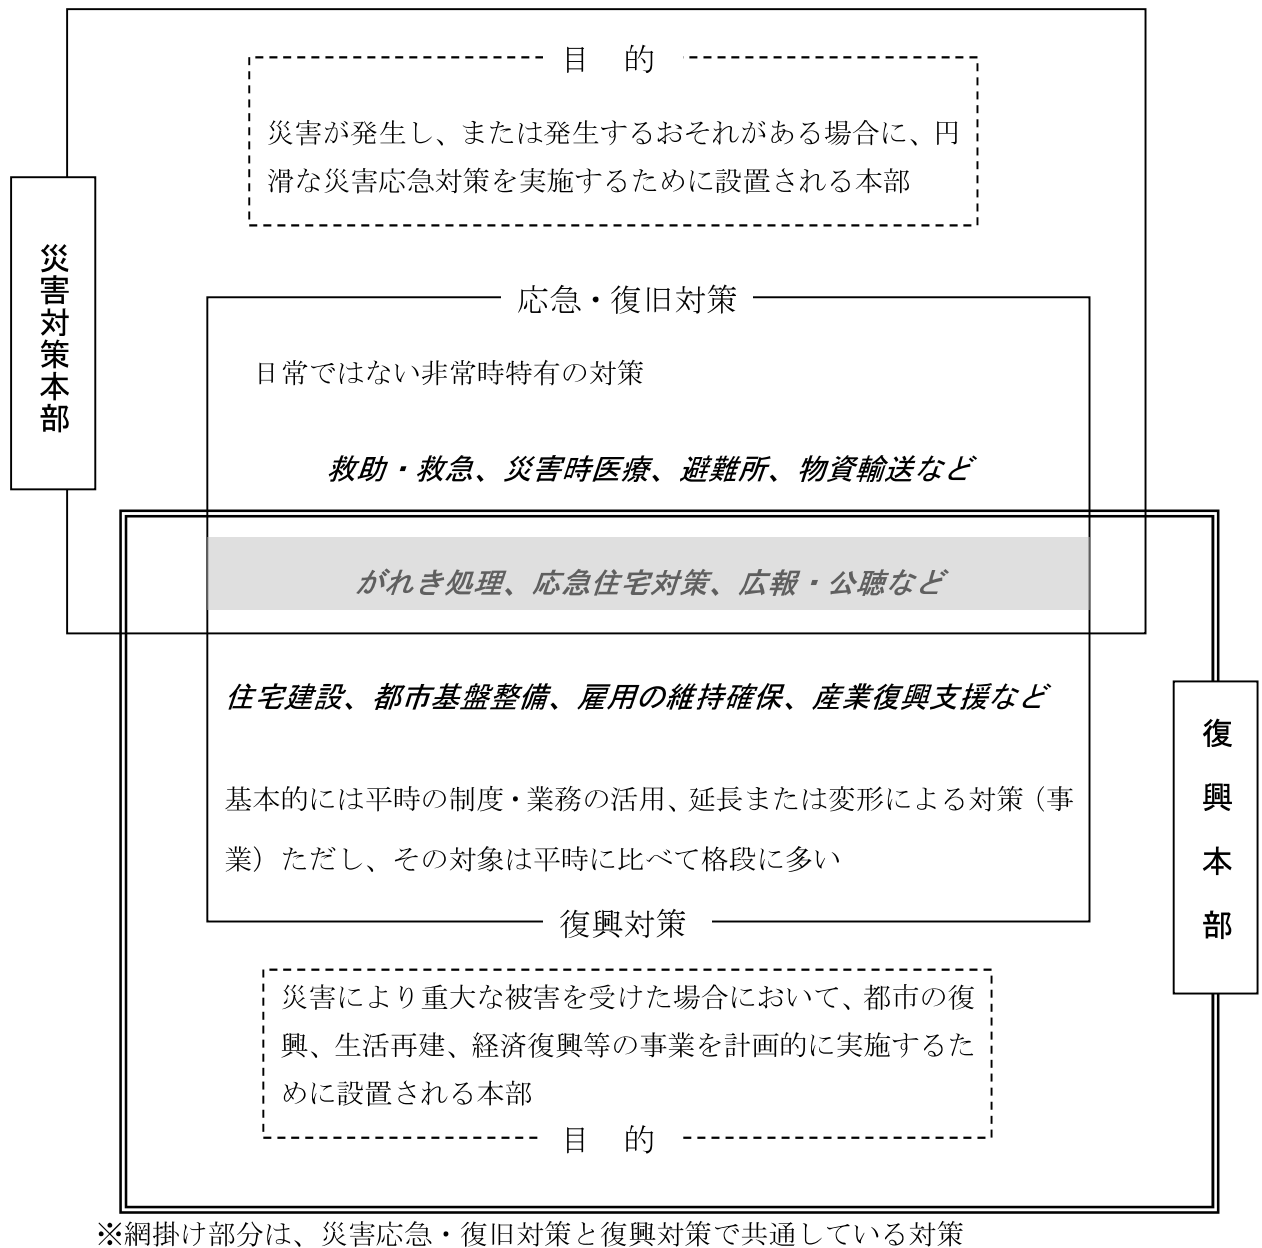 目　的
災害が発生し、または発生するおそれがある場合に、円
滑な災害応急対策を実施するために設置される本部
災害対策本部
応急・復旧対策
日常ではない非常時特有の対策
救助・救急、災害時医療、避難所、物資輸送など
がれき処理、応急住宅対策、広報・公聴など
住宅建設、都市基盤整備、雇用の維持確保、産業復興支援など
基本的には平時の制度・業務の活用、延長または変形による対策（事
業）ただし、その対象は平時に比べて格段に多い
復興対策
復興本部
災害により重大な被害を受けた場合において、都市の復
興、生活再建、経済復興等の事業を計画的に実施するた
めに設置される本部
目　的
※網掛け部分は、災害応急・復旧対策と復興対策で共通している対策